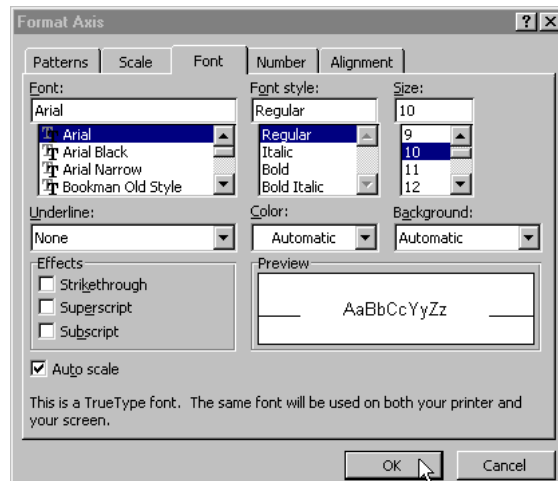 Format Axis
Patterns Scale Font Number Alignment
Font: Font style: Size:
Arial Regular 10
Arial Regular 9
Arial Black Italic 10
Arial Narrow Bold 11
Bookman Old Style Bold Italic 12
Underline: Color: Background:
None Automatic Automatic
Effects Preview
Strikethrough
Superscript AaBbCcYyZz
Subscript
Auto scale
This is a TrueType font. The same font will be used on both your printer and
your screen.
OK Cancel